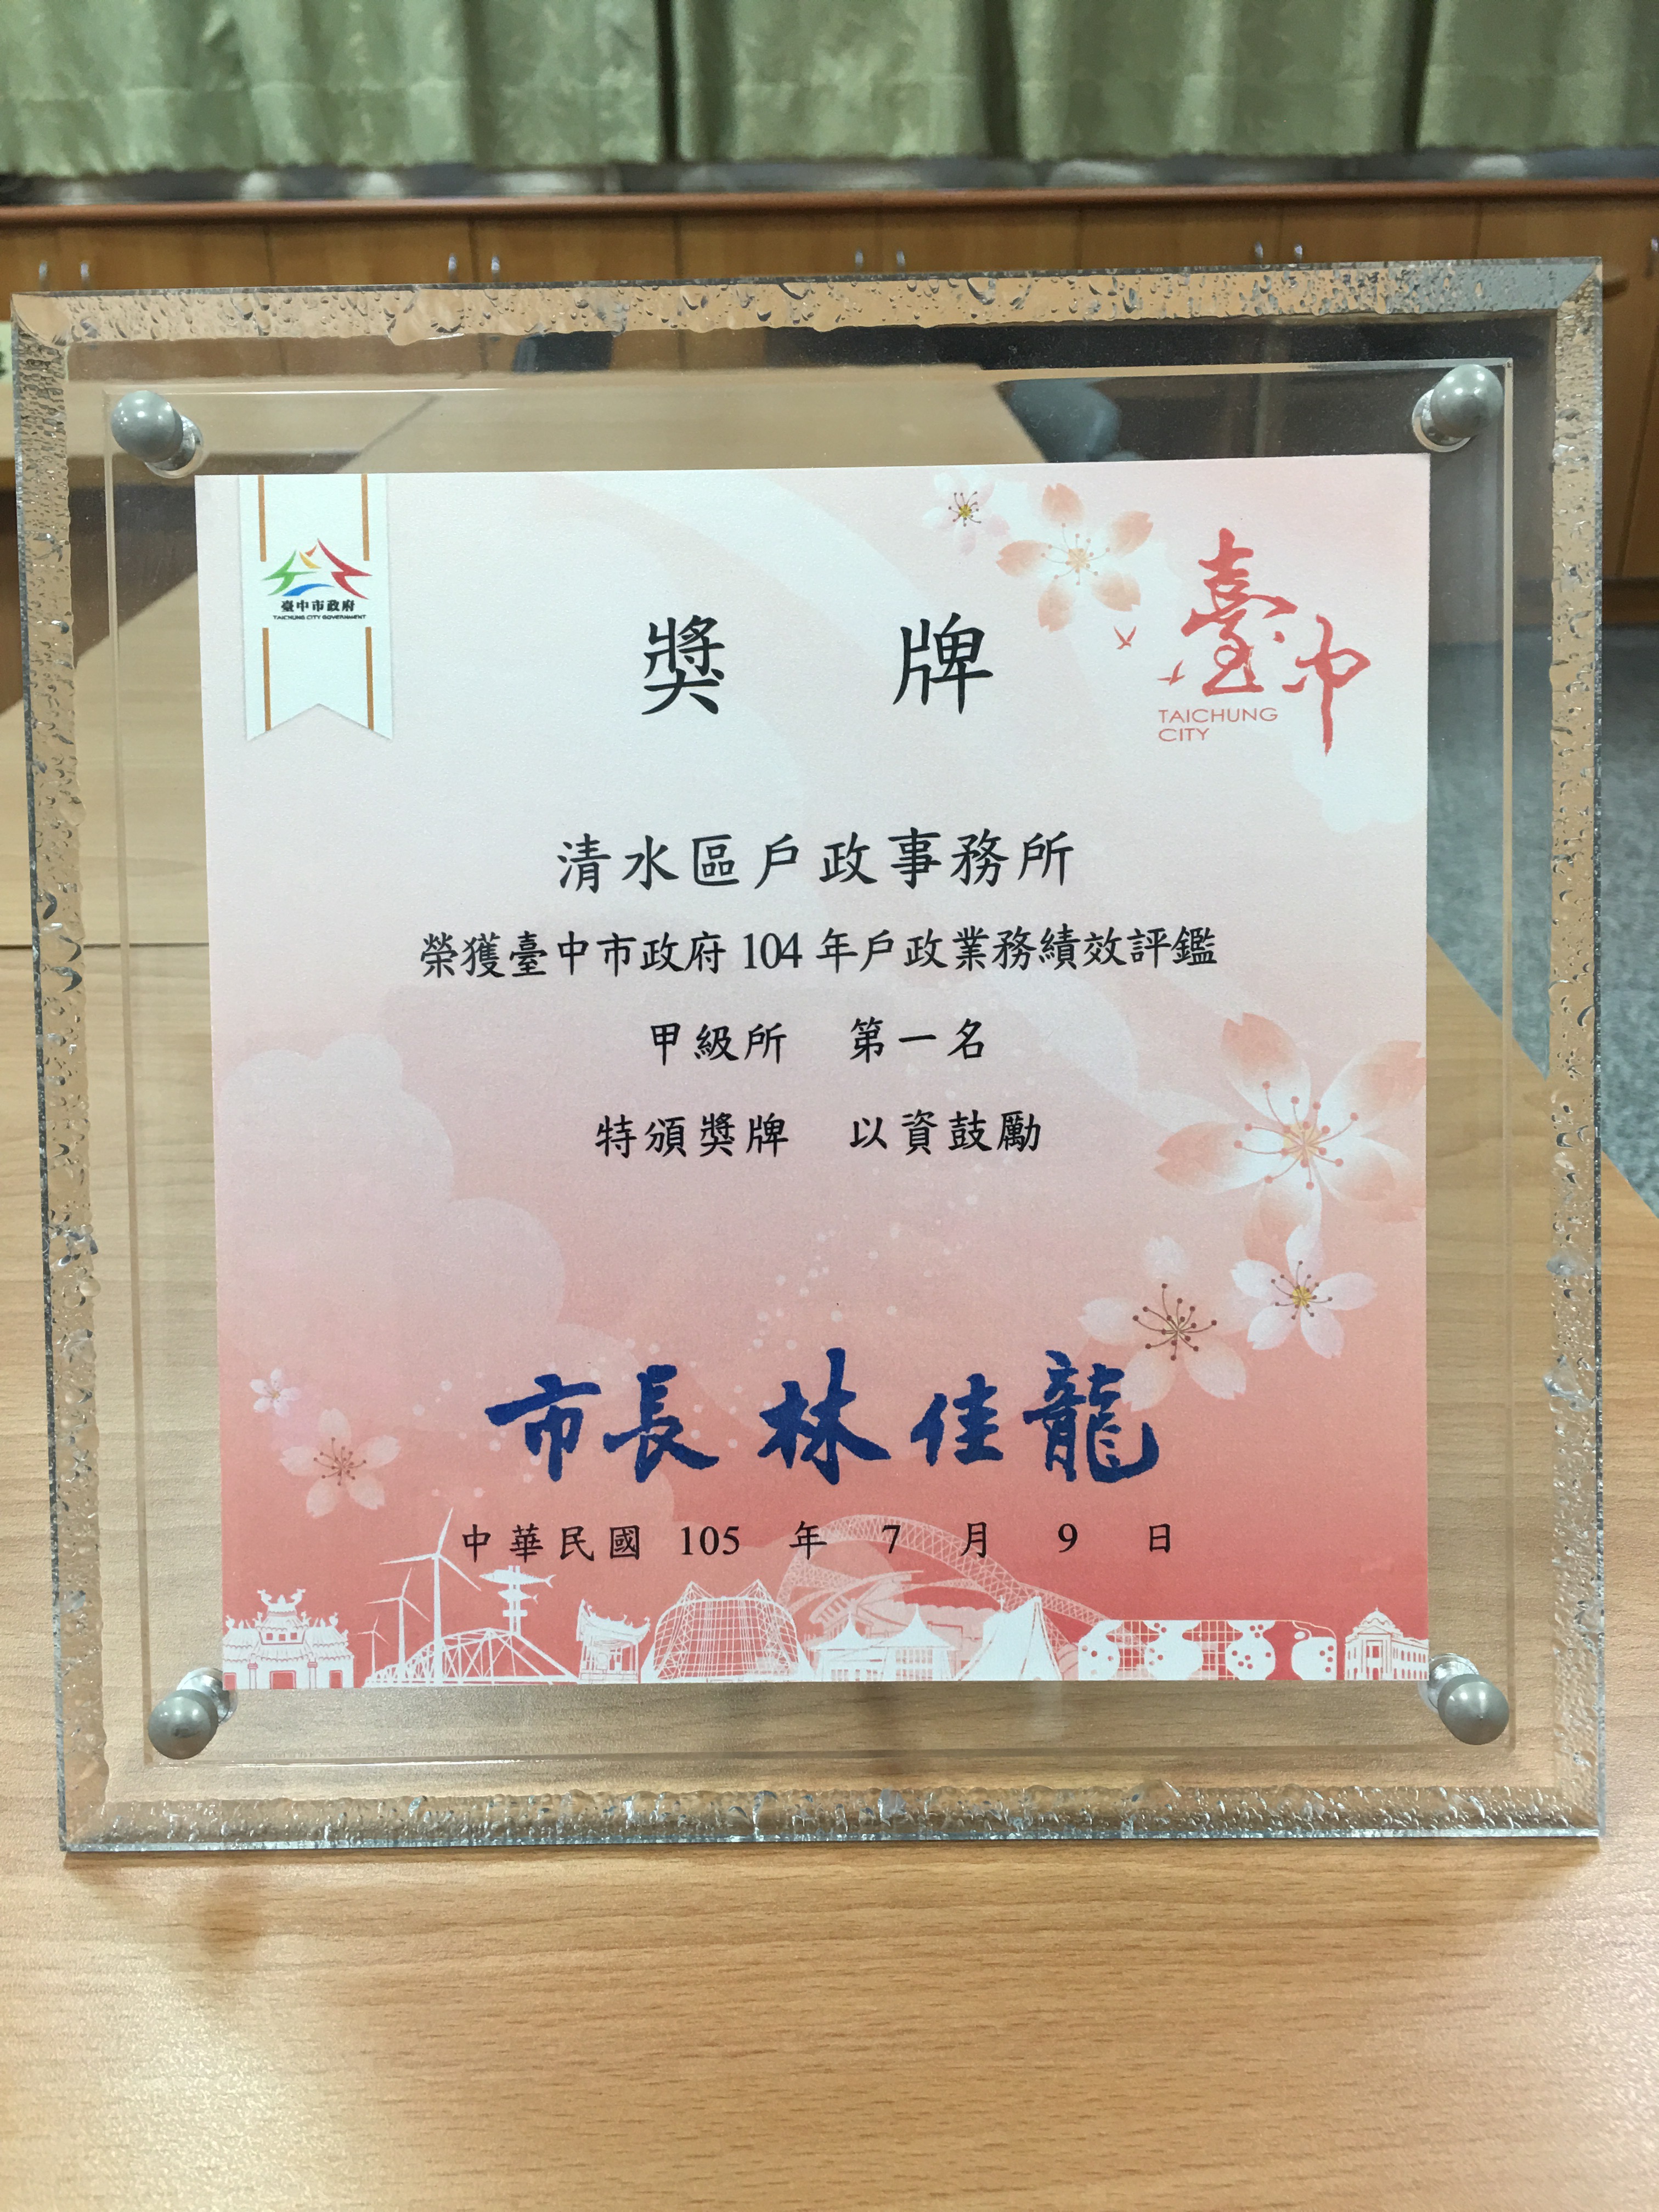 臺中市政府
TAICHUNG CITY GOVERNMENT
臺中
TAICHUNG
CITY
獎 牌
清水區戶政事務所
榮獲臺中市政府 104 年戶政業務績效評鑑
甲級所 第一名
特頒獎牌 以資鼓勵
市長 林佳龍
中華民國 105 年 7 月 9 日